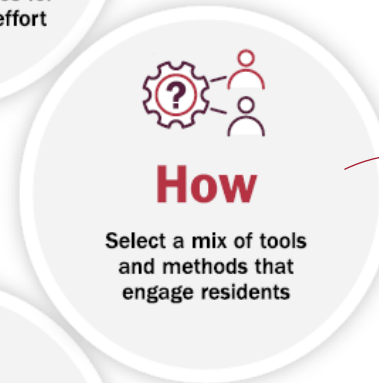 effort
?
How
Select a mix of tools
and methods that
engage residents